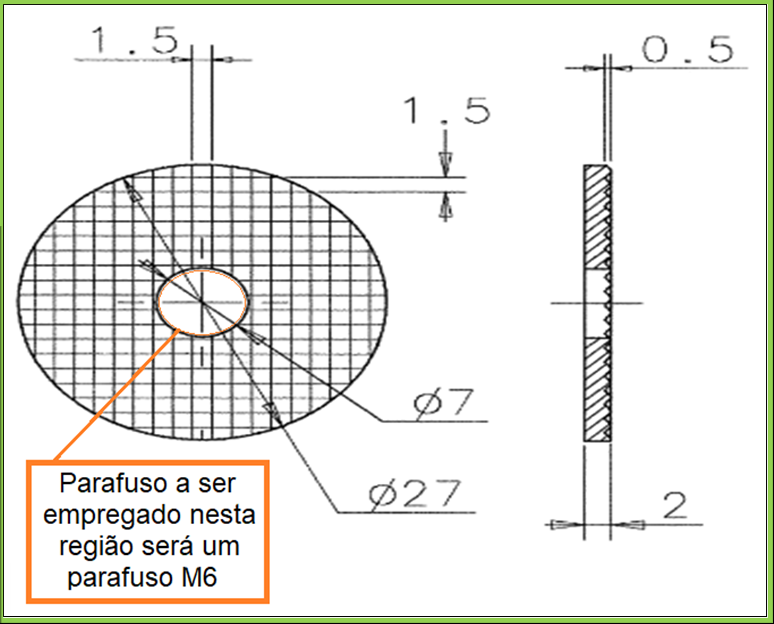 1.5
0.5
1.5
ø7
ø27
2
Parafuso a ser
empregado nesta
região será um
parafuso M6